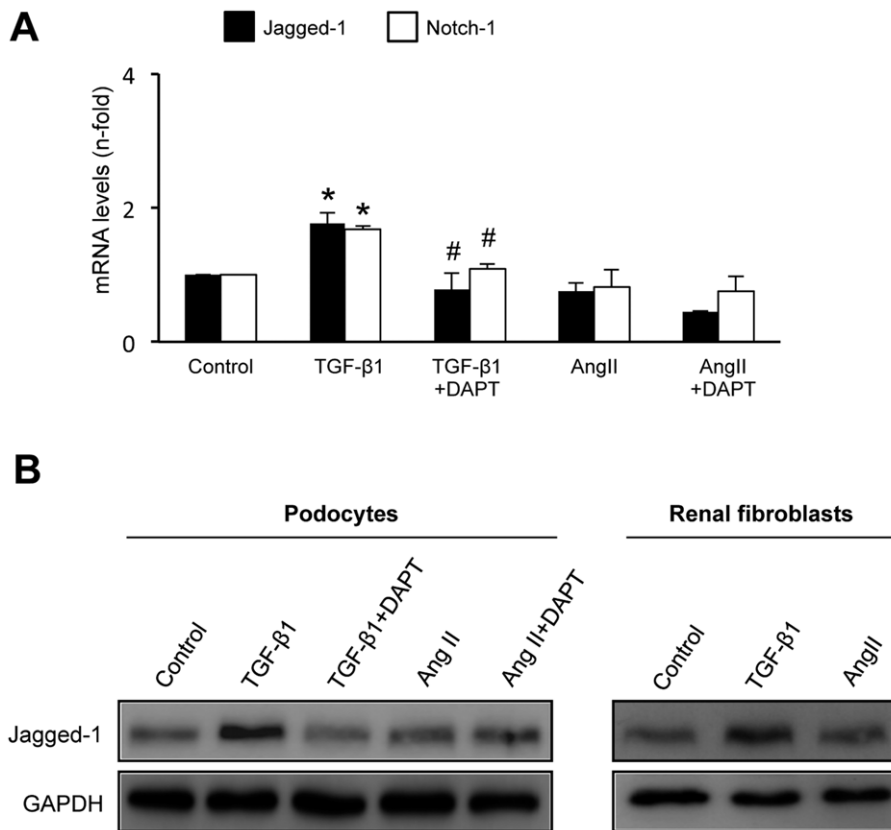 A
Jagged-1 Notch-1
mRNA levels (n-fold)
4
2
0
* *
# #
Control TGF-β1 TGF-β1 AngII AngII
+DAPT +DAPT
B
Podocytes Renal fibroblasts
Control TGF-β1 TGF-β1+DAPT Ang II Ang II+DAPT Control TGF-β1 AngII
Jagged-1
GAPDH